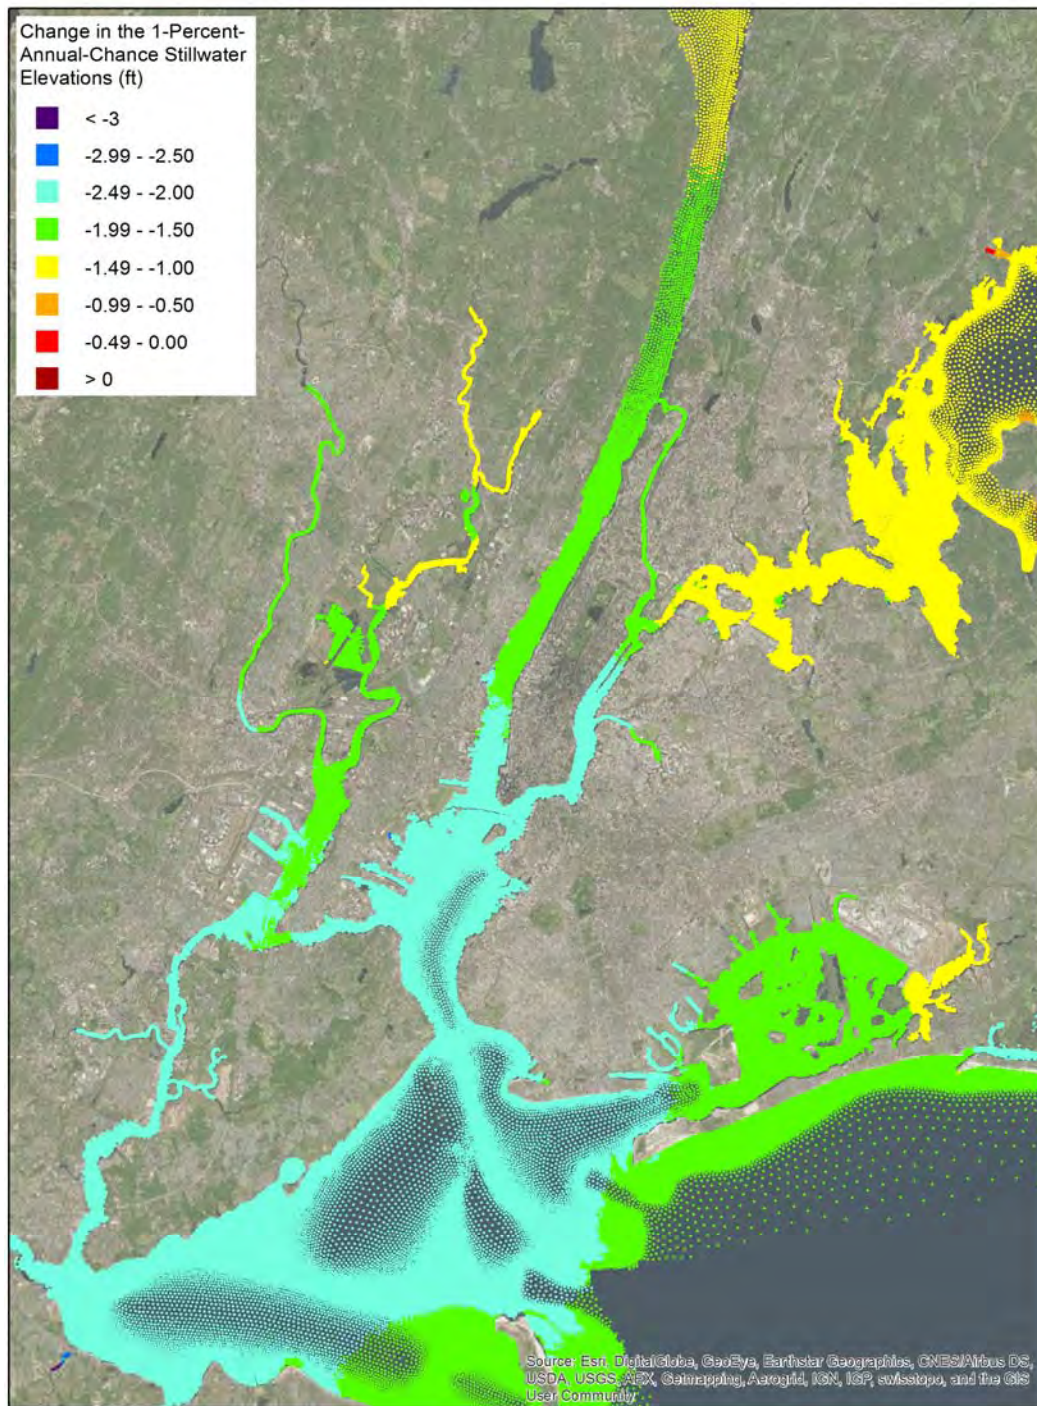 Change in the 1-Percent-
Annual-Chance Stillwater
Elevations (ft)
< -3
-2.99 - -2.50
-2.49 - -2.00
-1.99 - -1.50
-1.49 - -1.00
-0.99 - -0.50
-0.49 - 0.00
> 0
Source: Esri, DigitalGlobe, GeoEye, Earthstar Geographics, CNES/Airbus DS,
USDA, USGS, AEX, Getmapping, Aerogrid, IGN, IGP, swisstopo, and the GIS
User Community